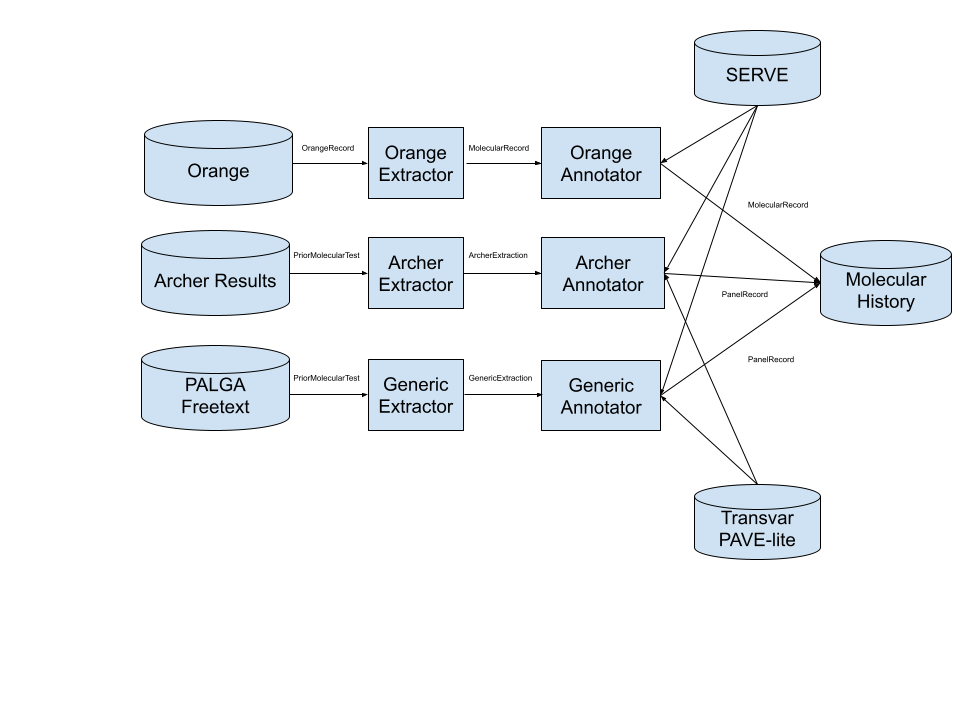 SERVE
Orange
OrangeRecord
Orange
Extractor
MolecularRecord
Orange
Annotator
MolecularRecord
Archer Results
PriorMolecularTest
Archer
Extractor
ArcherExtraction
Archer
Annotator
PanelRecord
Molecular
History
PALGA
Freetext
PriorMolecularTest
Generic
Extractor
GenericExtraction
Generic
Annotator
PanelRecord
Transvar
PAVE-lite